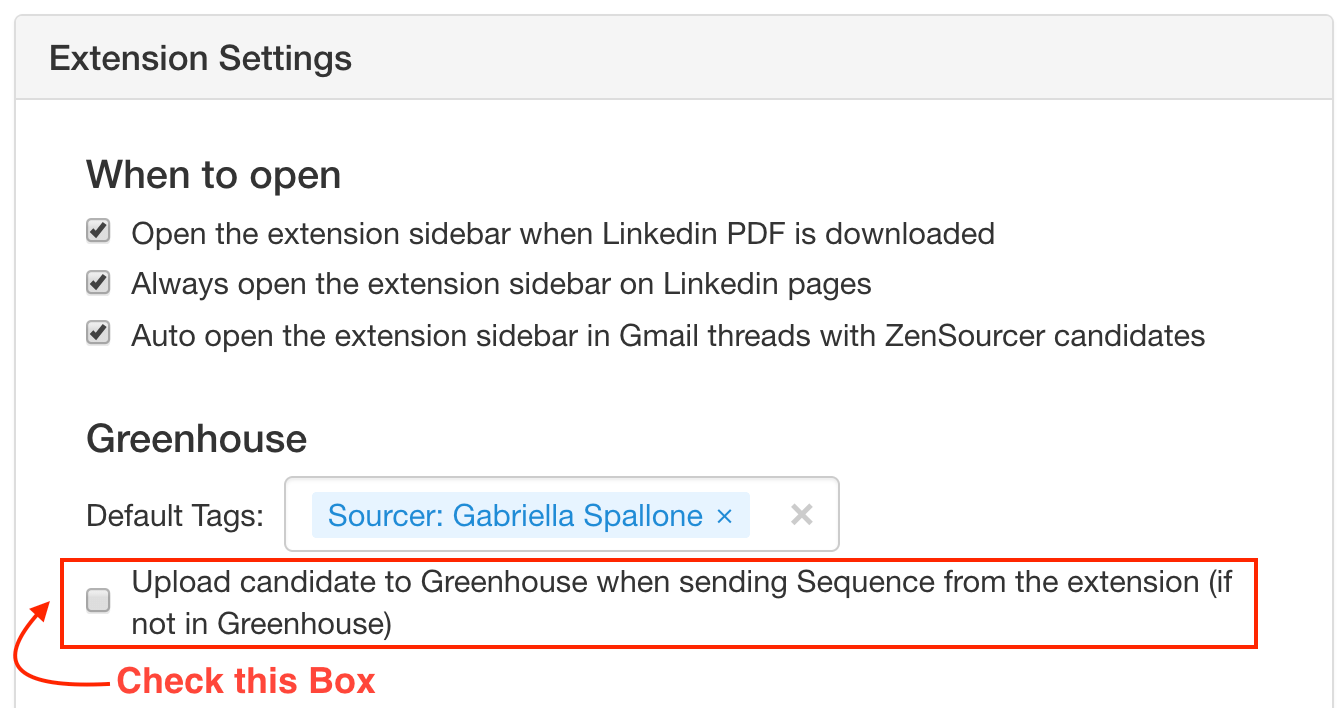 Extension Settings
When to open
Open the extension sidebar when Linkedin PDF is downloaded
Always open the extension sidebar on Linkedin pages
Auto open the extension sidebar in Gmail threads with ZenSourcer candidates
Greenhouse
Default Tags: Sourcer: Gabriella Spallone × ×
Upload candidate to Greenhouse when sending Sequence from the extension (if
not in Greenhouse)
Check this Box